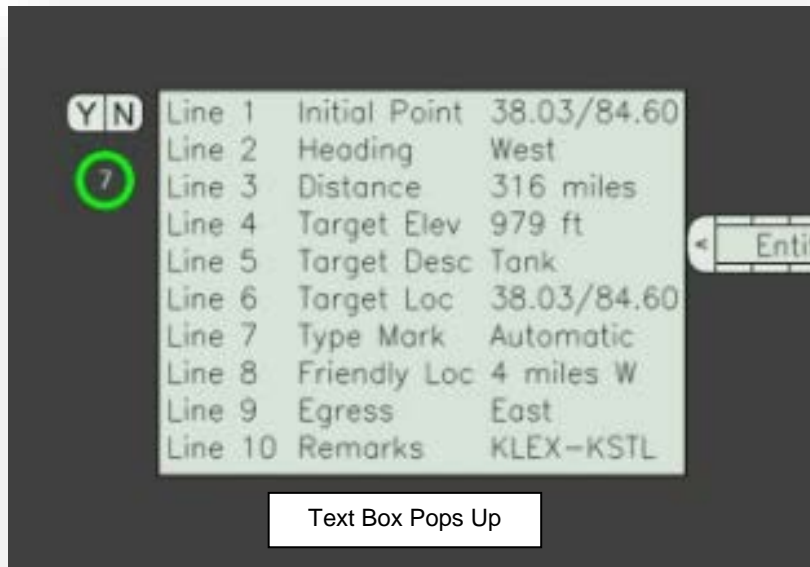 Y N
7
Line 1 Initial Point 38.03/84.60
Line 2 Heading West
Line 3 Distance 316 miles
Line 4 Target Elev 979 ft
Line 5 Target Desc Tank
Line 6 Target Loc 38.03/84.60
Line 7 Type Mark Automatic
Line 8 Friendly Loc 4 miles W
Line 9 Egress East
Line 10 Remarks KLEX-KSTL
<
Text Box Pops Up